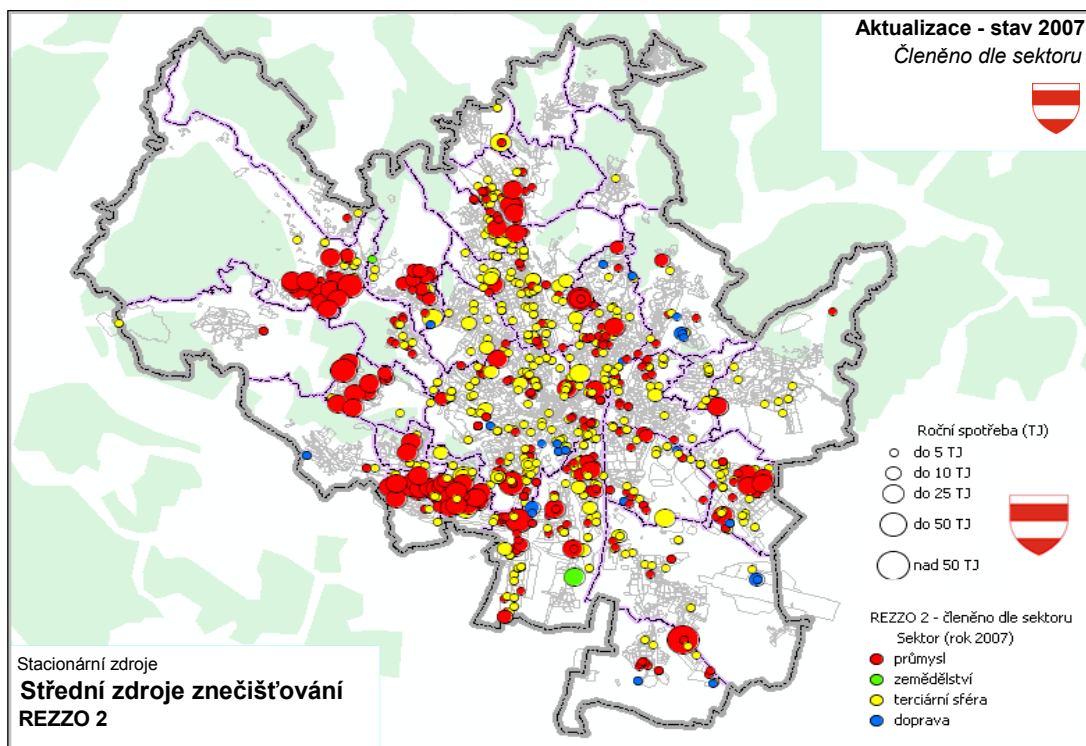 Aktualizace - stav 2007
Členěno dle sektoru
Roční spotřeba (TJ)
do 5 TJ
do 10 TJ
do 25 TJ
do 50 TJ
nad 50 TJ
REZZO 2 - členěno dle sektoru
Sektor (rok 2007)
průmysl
zemědělství
terciární sféra
doprava
Stacionární zdroje
Střední zdroje znečišťování
REZZO 2